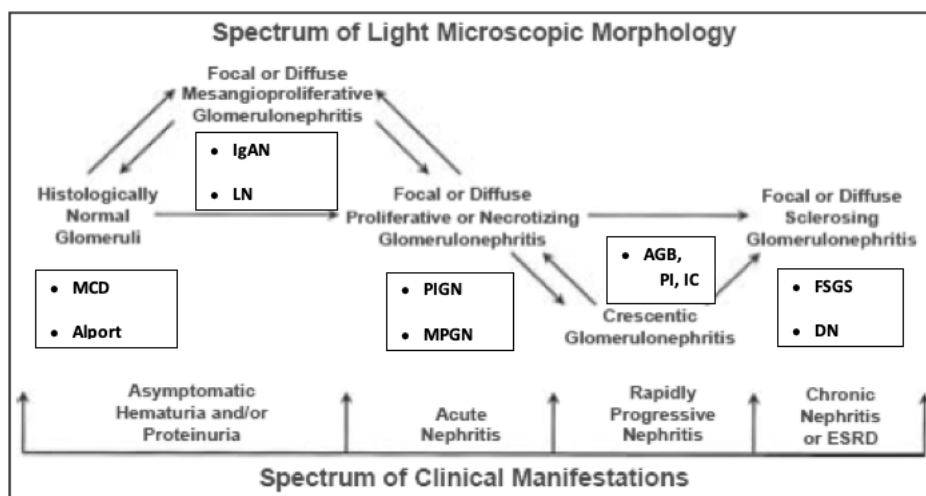 Spectrum of Light Microscopic Morphology
Focal or Diffuse
Mesangioproliferative
Glomerulonephritis
• IgAN
• LN
Histologically
Normal
Glomeruli
Focal or Diffuse
Proliferative or Necrotizing
Glomerulonephritis
Focal or Diffuse
Sclerosing
Glomerulonephritis
• MCD
• Alport
• PIGN
• MPGN
• AGB,
PI, IC
Crescentic
Glomerulonephritis
• FSGS
• DN
Asymptomatic
Hematuria and/or
Proteinuria
Acute
Nephritis
Rapidly
Progressive
Nephritis
Chronic
Nephritis
or ESRD
Spectrum of Clinical Manifestations